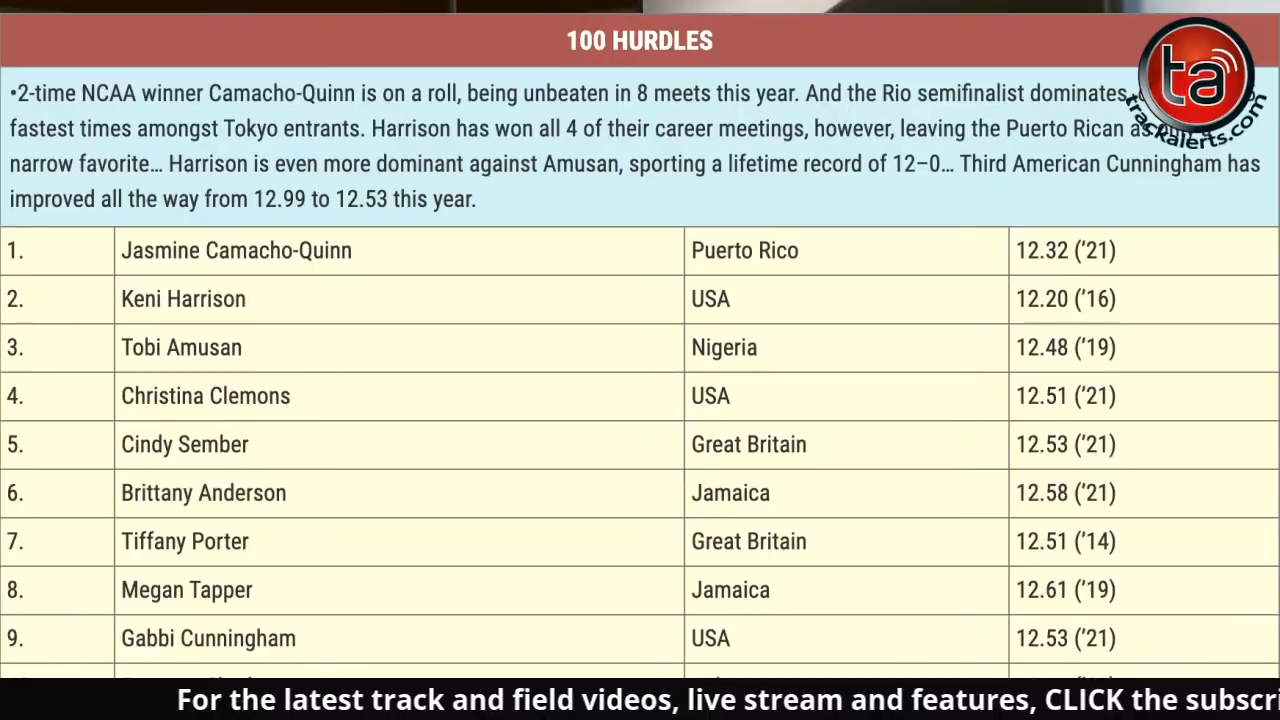 100 HURDLES
ta
trackalerts.com
•2-time NCAA winner Camacho-Quinn is on a roll, being unbeaten in 8 meets this year. And the Rio semifinalist dominates
fastest times amongst Tokyo entrants. Harrison has won all 4 of their career meetings, however, leaving the Puerto Rican as
narrow favorite… Harrison is even more dominant against Amusan, sporting a lifetime record of 12–0… Third American Cunningham has
improved all the way from 12.99 to 12.53 this year.
1. Jasmine Camacho-Quinn Puerto Rico 12.32 (’21)
2. Keni Harrison USA 12.20 (’16)
3. Tobi Amusan Nigeria 12.48 (’19)
4. Christina Clemons USA 12.51 (’21)
5. Cindy Sember Great Britain 12.53 (’21)
6. Brittany Anderson Jamaica 12.58 (’21)
7. Tiffany Porter Great Britain 12.51 (’14)
8. Megan Tapper Jamaica 12.61 (’19)
9. Gabbi Cunningham USA 12.53 (’21)
For the latest track and field videos, live stream and features, CLICK the subscri